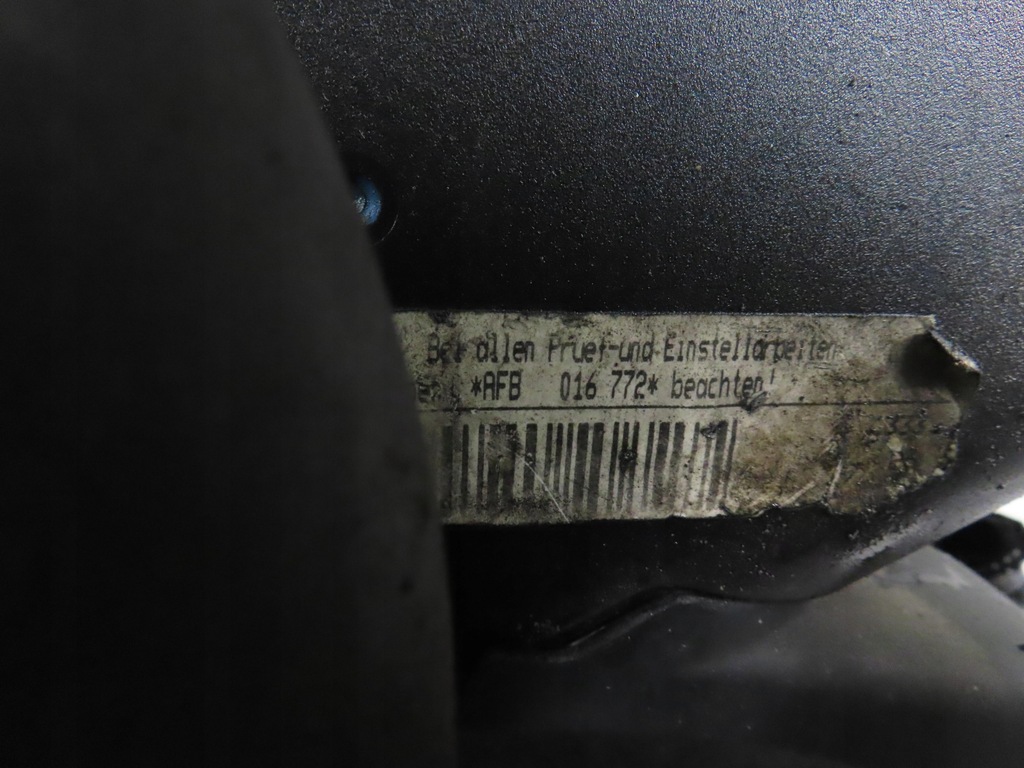 Bei allen Pruef-und Einstellarbeiten
*AFB 016 772* beachten!